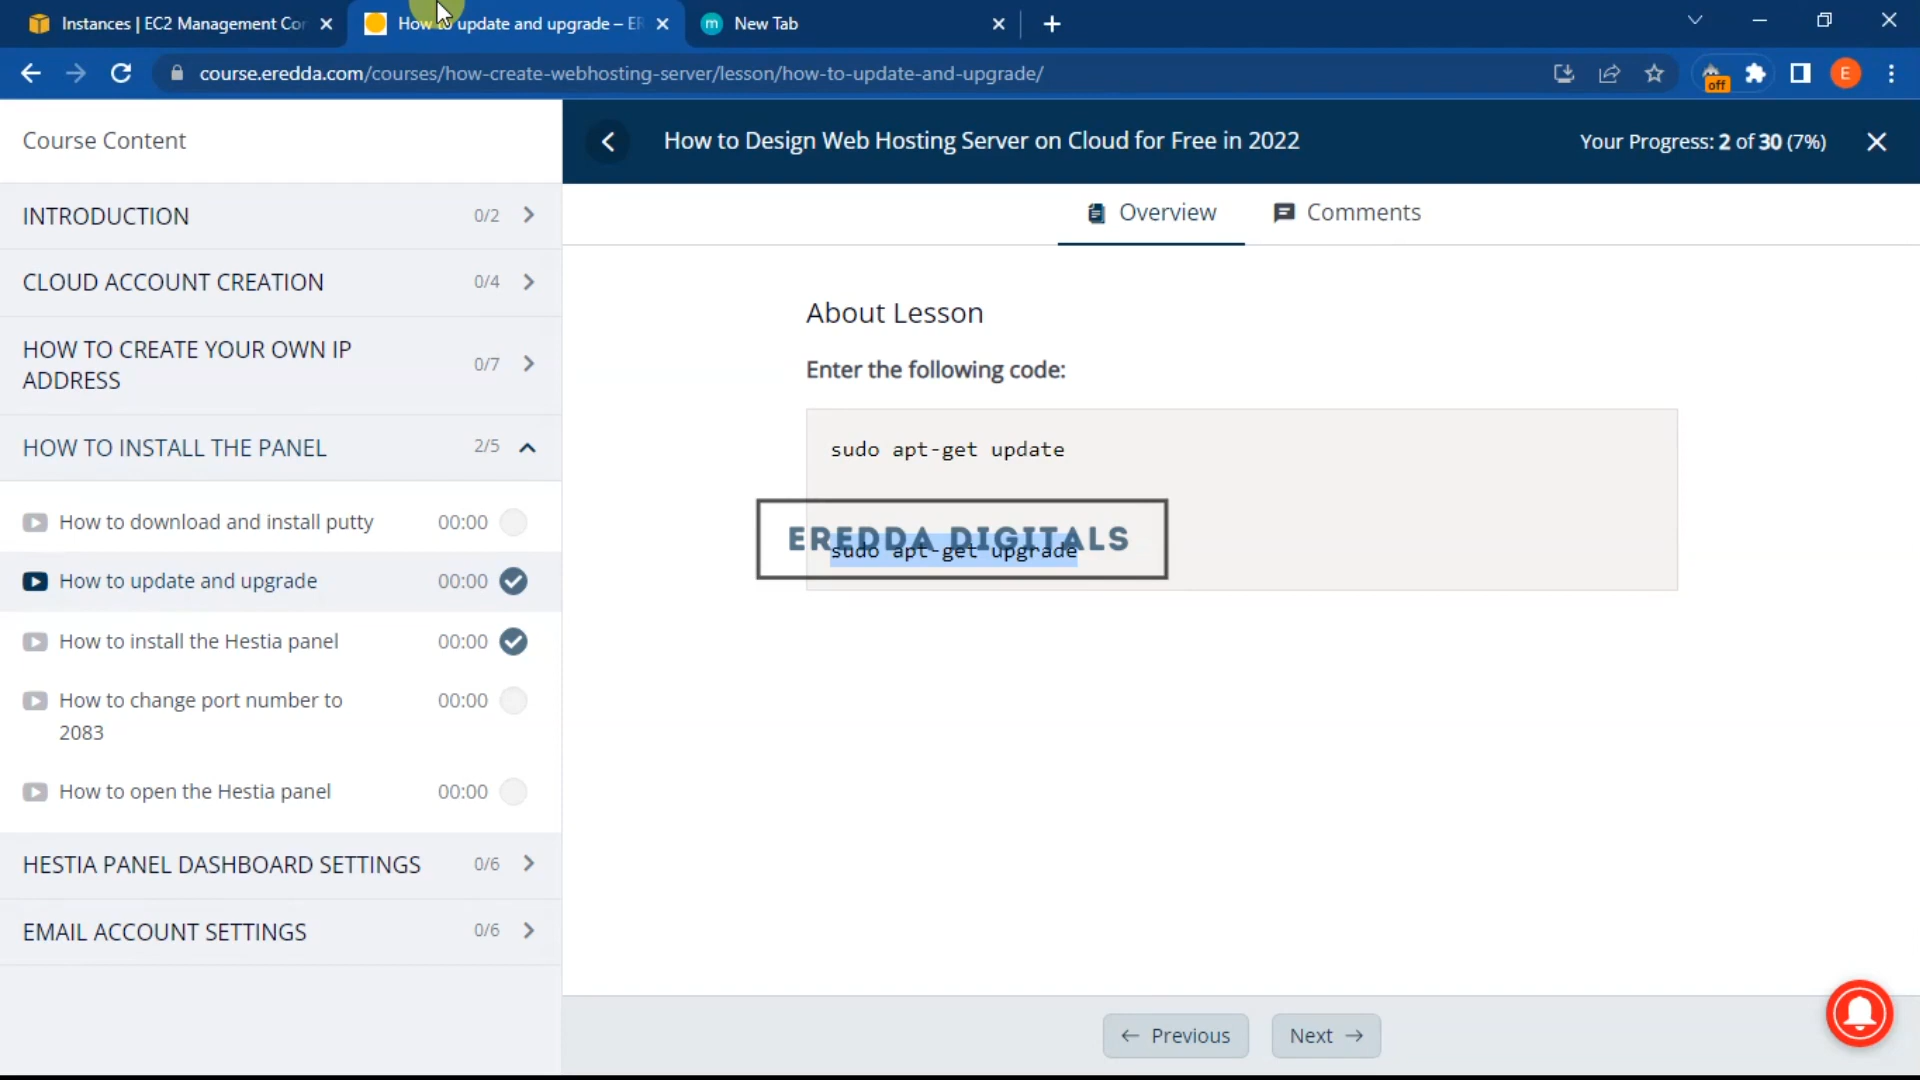 Instances | EC2 Management Cor
How to update and upgrade – ER
m
New Tab
course.eredda.com/courses/how-create-webhosting-server/lesson/how-to-update-and-upgrade/
off
E
Course Content
How to Design Web Hosting Server on Cloud for Free in 2022
Your Progress: 2 of 30 (7%)
INTRODUCTION
0/2
CLOUD ACCOUNT CREATION
0/4
HOW TO CREATE YOUR OWN IP
ADDRESS
0/7
HOW TO INSTALL THE PANEL
2/5
How to download and install putty
00:00
How to update and upgrade
00:00
How to install the Hestia panel
00:00
How to change port number to
2083
00:00
How to open the Hestia panel
00:00
HESTIA PANEL DASHBOARD SETTINGS
0/6
EMAIL ACCOUNT SETTINGS
0/6
Overview
Comments
About Lesson
Enter the following code:
sudo apt-get update
EREDDA DIGITALS
sudo apt-get upgrade
← Previous
Next →